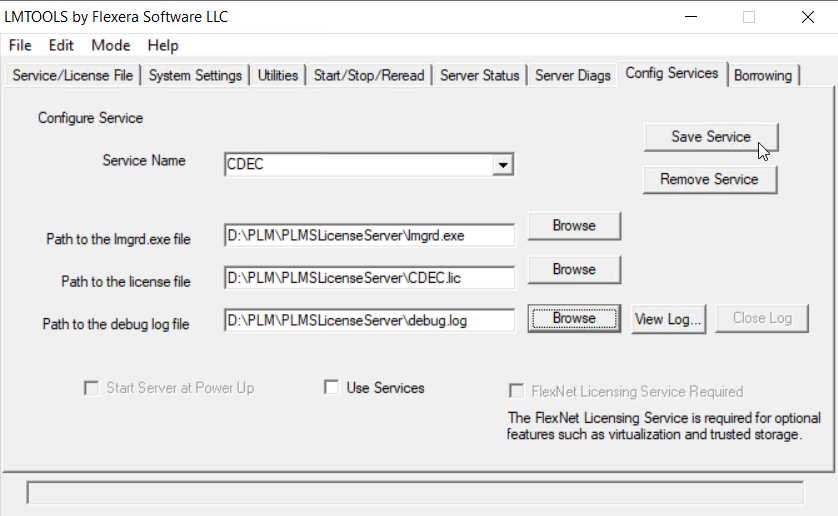 LMTOOLS by Flexera Software LLC
File Edit Mode Help
Service/License File System Settings Utilities Start/Stop/Reread Server Status Server Diags Config Services Borrowing
Configure Service
Save Service
Service Name CDEC
Remove Service
Path to the lmgrd.exe file D:\PLM\PLMSLicenseServer\lmgrd.exe Browse
Path to the license file D:\PLM\PLMSLicenseServer\CDEC.lic Browse
Path to the debug log file D:\PLM\PLMSLicenseServer\debug.log Browse View Log... Close Log
Start Server at Power Up Use Services FlexNet Licensing Service Required
The FlexNet Licensing Service is required for optional
features such as virtualization and trusted storage.